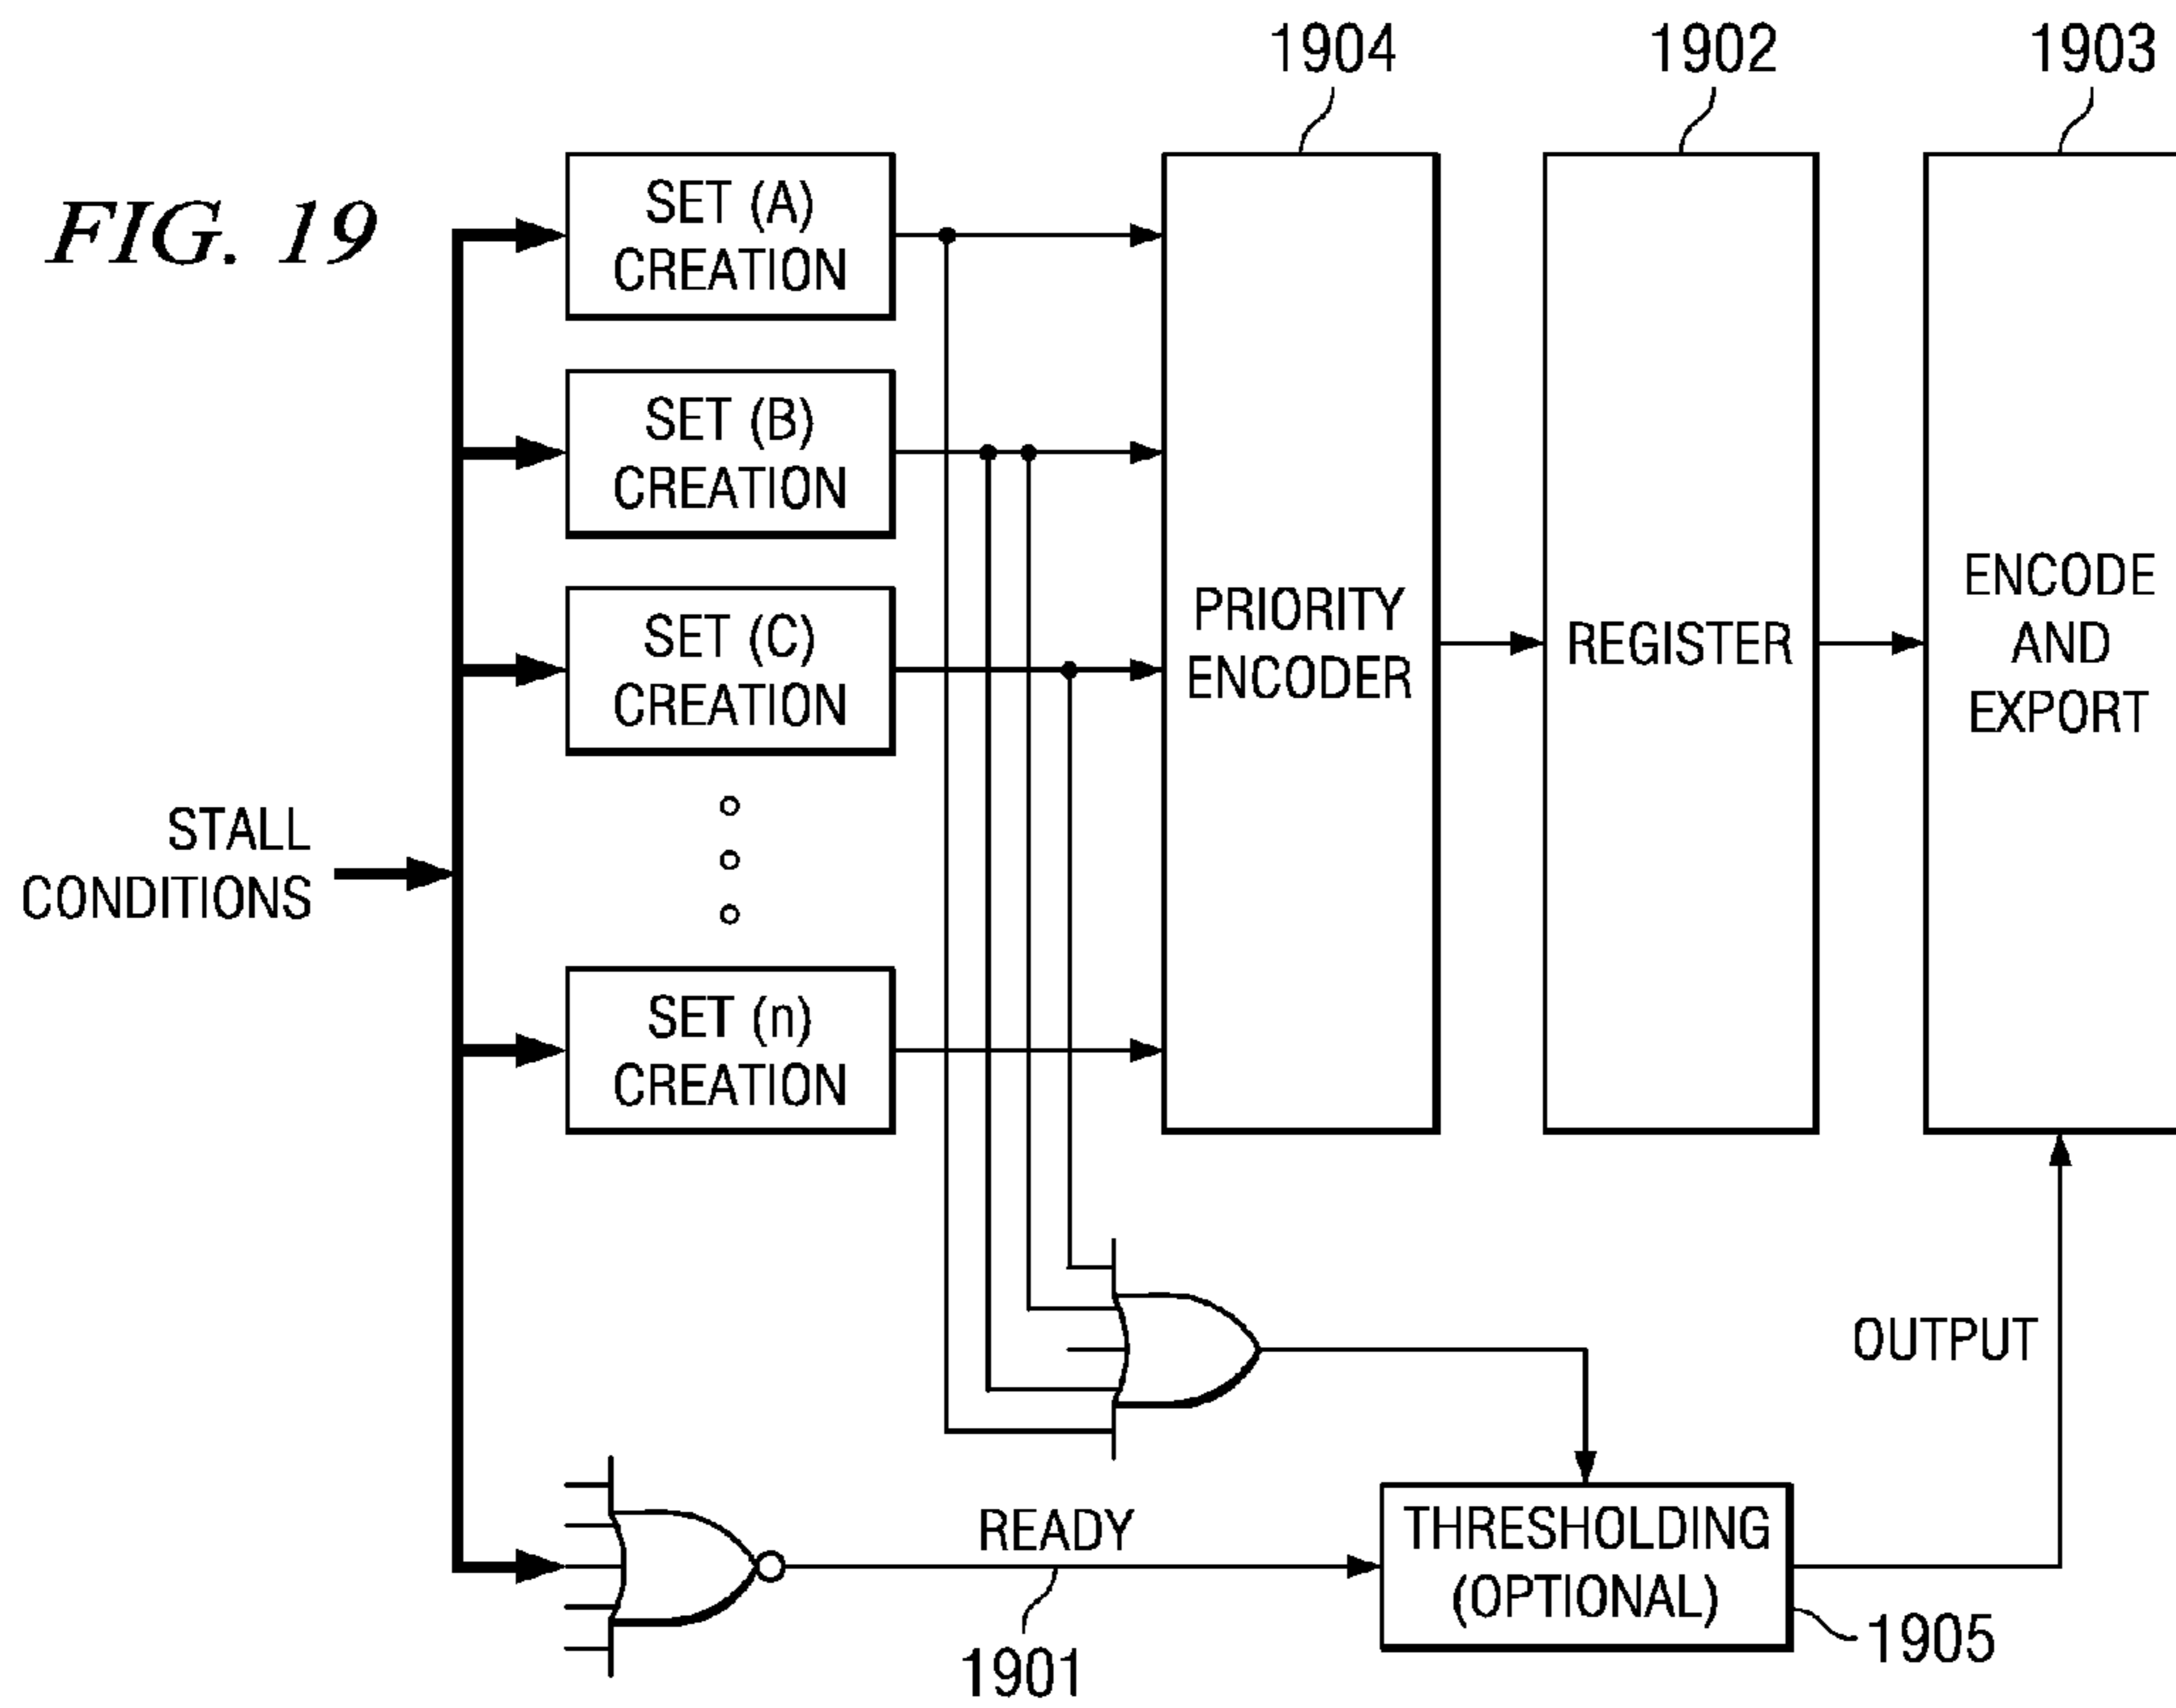 FIG. 19
1904
1902
1903
SET (A)
CREATION
SET (B)
CREATION
SET (C)
CREATION
SET (n)
CREATION
STALL
CONDITIONS
PRIORITY
ENCODER
REGISTER
ENCODE
AND
EXPORT
OUTPUT
READY
1901
THRESHOLDING
(OPTIONAL)
1905